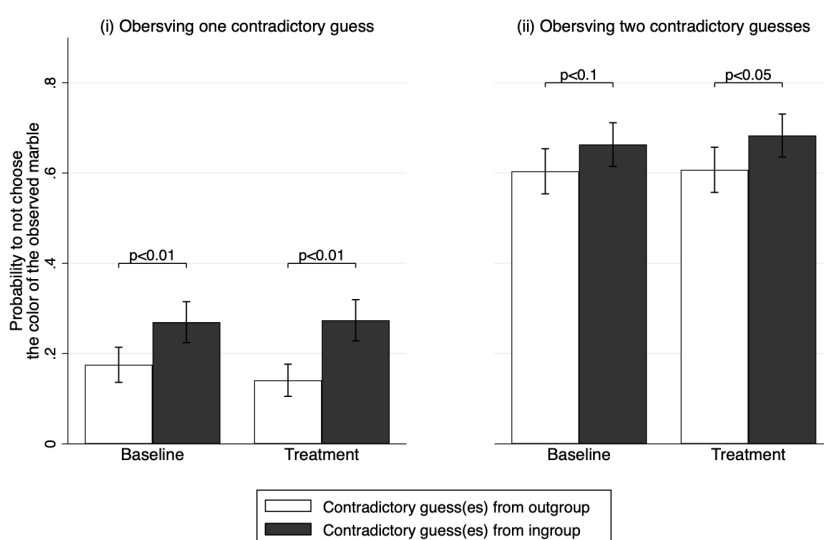 (i) Obersving one contradictory guess
(ii) Obersving two contradictory guesses
Probability to not choose
the color of the observed marble
.8
.6
.4
.2
0
p<0.01
p<0.01
p<0.1
p<0.05
Baseline
Treatment
Baseline
Treatment
Contradictory guess(es) from outgroup
Contradictory guess(es) from ingroup